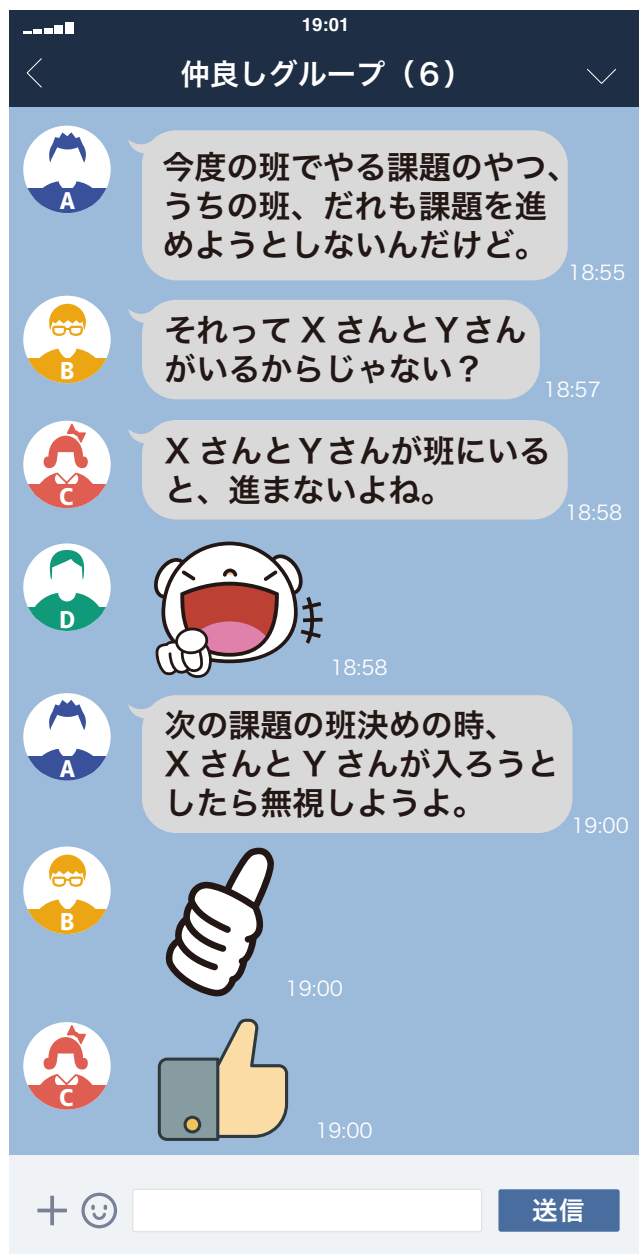 19:01
仲良しグループ（6）
A
今度の班でやる課題のやつ、
うちの班、だれも課題を進
めようとしないんだけど。
18:55
B
それって X さんと Y さん
がいるからじゃない？
18:57
C
X さんと Y さんが班にいる
と、進まないよね。
18:58
D
18:58
A
次の課題の班決めの時、
X さんと Y さんが入ろうと
したら無視しようよ。
19:00
B
19:00
C
19:00
送信